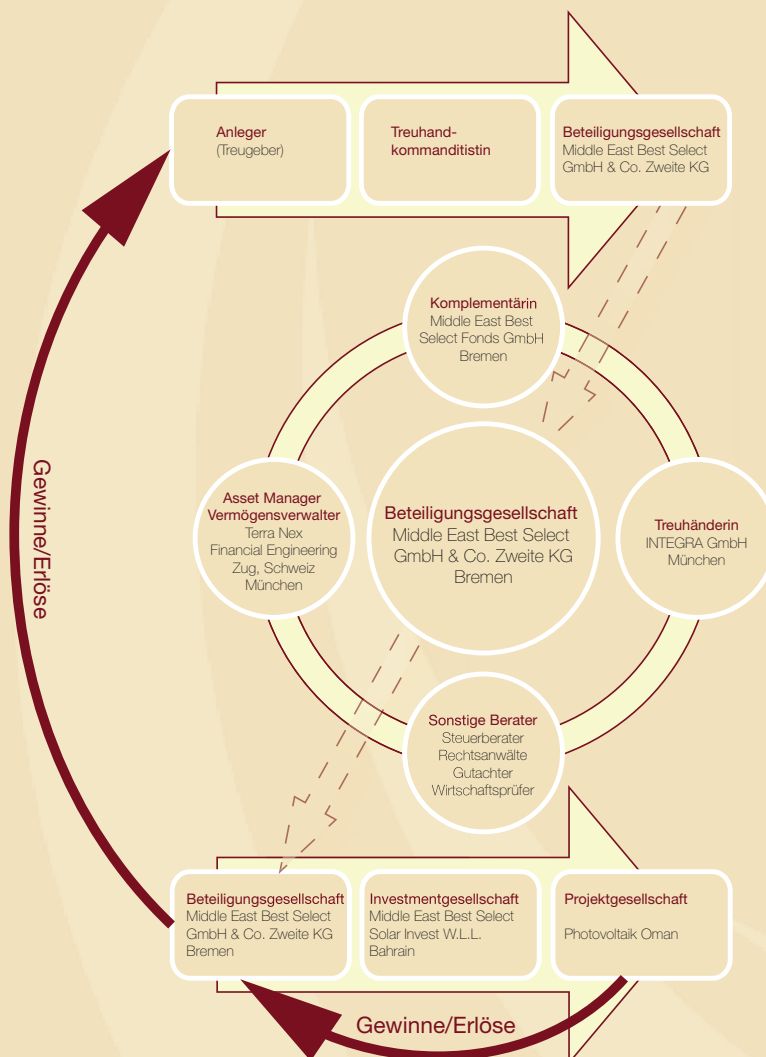 Anleger
(Treugeber)
Treuhand-
kommanditistin
Beteiligungsgesellschaft
Middle East Best Select
GmbH & Co. Zweite KG
Komplementärin
Middle East Best
Select Fonds GmbH
Bremen
Gewinne/Erlöse
Asset Manager
Vermögensverwalter
Terra Nex
Financial Engineering
Zug, Schweiz
München
Beteiligungsgesellschaft
Middle East Best Select
GmbH & Co. Zweite KG
Bremen
Treuhänderin
INTEGRA GmbH
München
Sonstige Berater
Steuerberater
Rechtsanwälte
Gutachter
Wirtschaftsprüfer
Beteiligungsgesellschaft
Middle East Best Select
GmbH & Co. Zweite KG
Bremen
Investmentgesellschaft
Middle East Best Select
Solar Invest W.L.L.
Bahrain
Projektgesellschaft
Photovoltaik Oman
Gewinne/Erlöse